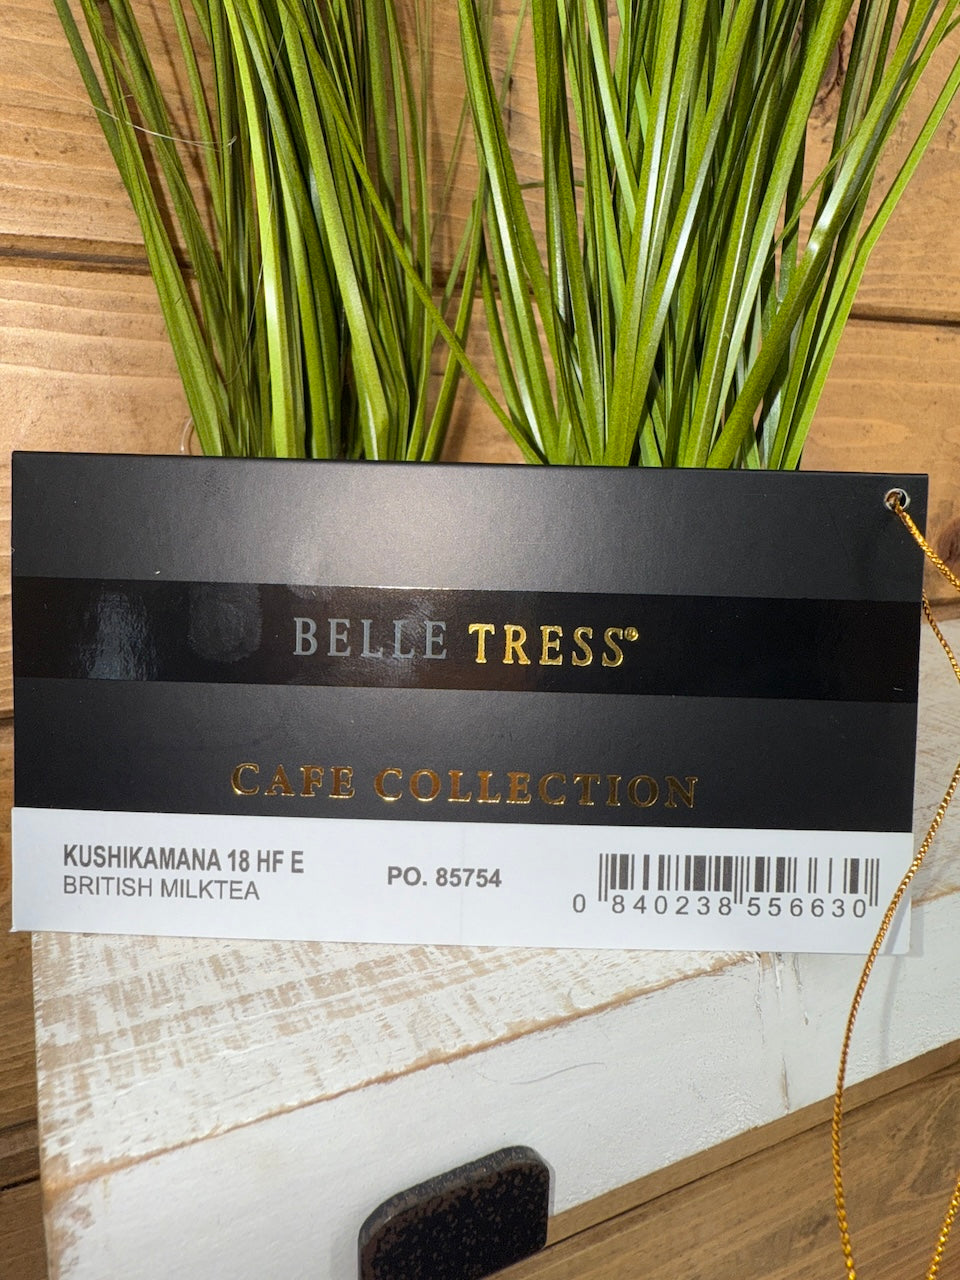 BELLE TRESS®
CAFE COLLECTION
KUSHIKAMANA 18 HF E
BRITISH MILKTEA
PO. 85754
0 840238 556630